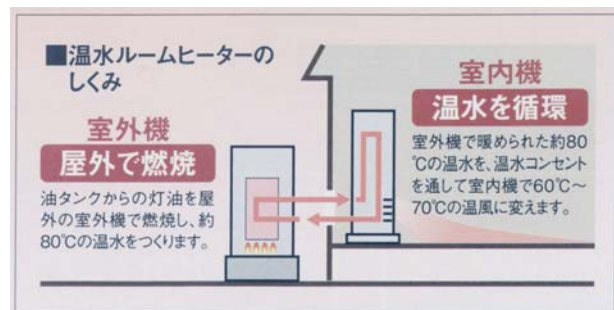 ■温水ルームヒーターの
しくみ
室外機
屋外で燃焼
油タンクからの灯油を屋
外の室外機で燃焼し、約
80℃の温水をつくります。
室内機
温水を循環
室外機で暖められた約80
℃の温水を、温水コンセント
を通して室内機で60℃〜
70℃の温風に変えます。